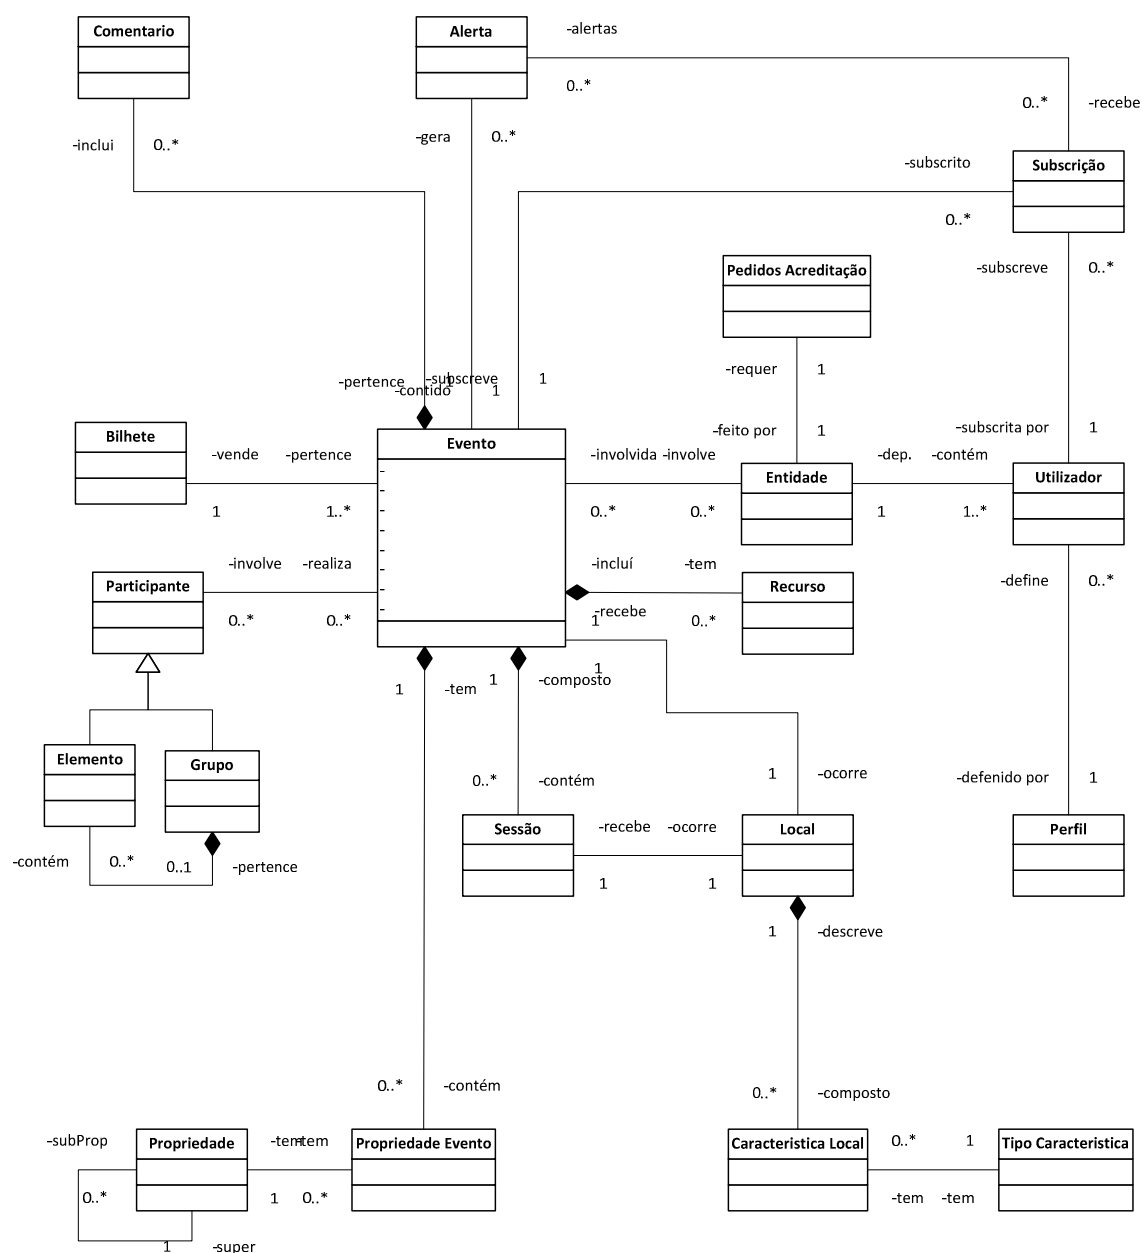 Comentario
Alerta
-alertas
0..*
0..*
-recebe
-inclui
0..*
-gera
0..*
-subscrito
0..*
Subscrição
-subscreve
0..*
Pedidos Acreditação
-requer
1
-pertence
-contido
-subscreve
1
1
1
-feito por
1
-subscrita por
1
Bilhete
-vende
-pertence
1
1..*
Evento
-involvida
-involve
0..*
0..*
Entidade
-dep.
-contém
1
1..*
Utilizador
Participante
-involve
-realiza
0..*
0..*
-incluí
-tem
1
0..*
Recurso
-recebe
1
-define
0..*
1
-tem
1
-composto
Elemento
Grupo
-contém
0..*
0..1
-pertence
0..*
-contém
1
-ocorre
-defenido por
1
Sessão
-recebe
-ocorre
1
1
Local
Perfil
1
-descreve
0..*
-contém
0..*
-composto
-subProp
0..*
Propriedade
1
-super
-tem
-tem
1
0..*
Propriedade Evento
Caracteristica Local
0..*
1
-tem
-tem
Tipo Caracteristica